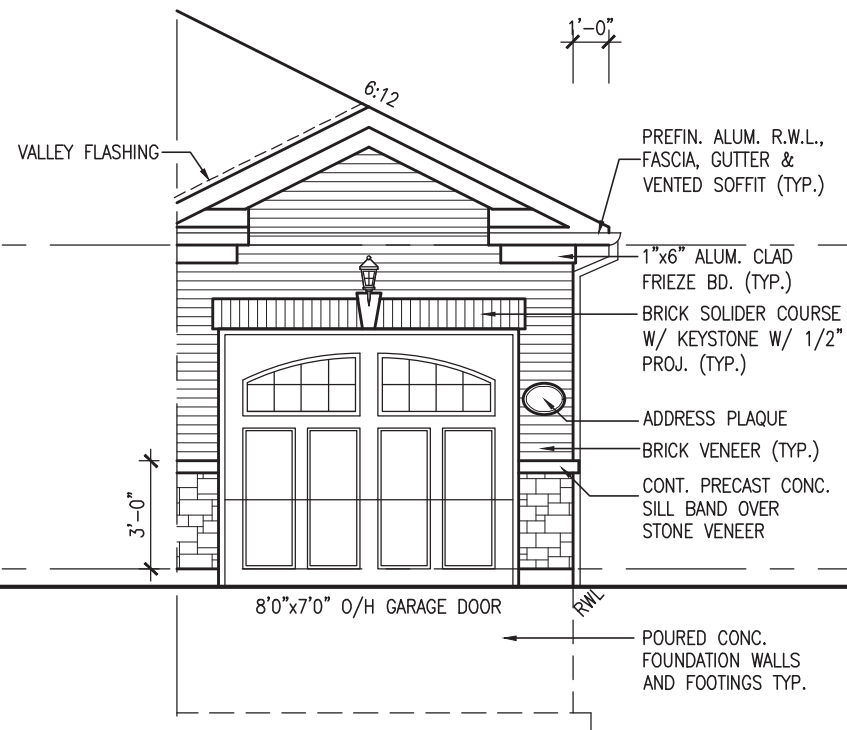 1'-0"
6:12
VALLEY FLASHING
PREFIN. ALUM. R.W.L.,
FASCIA, GUTTER &
VENTED SOFFIT (TYP.)
1"x6" ALUM. CLAD
FRIEZE BD. (TYP.)
BRICK SOLIDER COURSE
W/ KEYSTONE W/ 1/2"
PROJ. (TYP.)
ADDRESS PLAQUE
BRICK VENEER (TYP.)
CONT. PRECAST CONC.
SILL BAND OVER
STONE VENEER
3'-0"
8'0"x7'0" O/H GARAGE DOOR
RWL
POURED CONC.
FOUNDATION WALLS
AND FOOTINGS TYP.